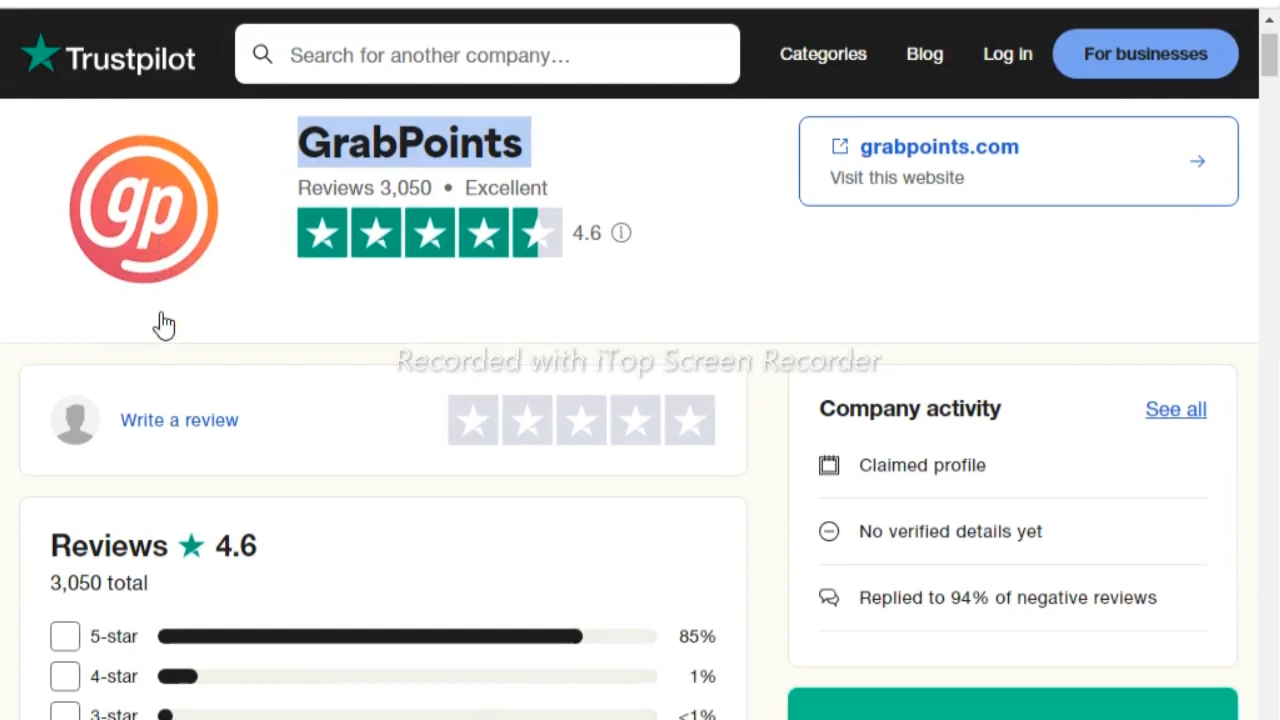 Trustpilot
Search for another company…
Categories
Blog
Log in
For businesses
gp
GrabPoints
Reviews 3,050 • Excellent
4.6
grabpoints.com
Visit this website
Recorded with iTop Screen Recorder
Write a review
Company activity
See all
Claimed profile
No verified details yet
Replied to 94% of negative reviews
Reviews ★ 4.6
3,050 total
5-star 85%
4-star 1%
3-star <1%